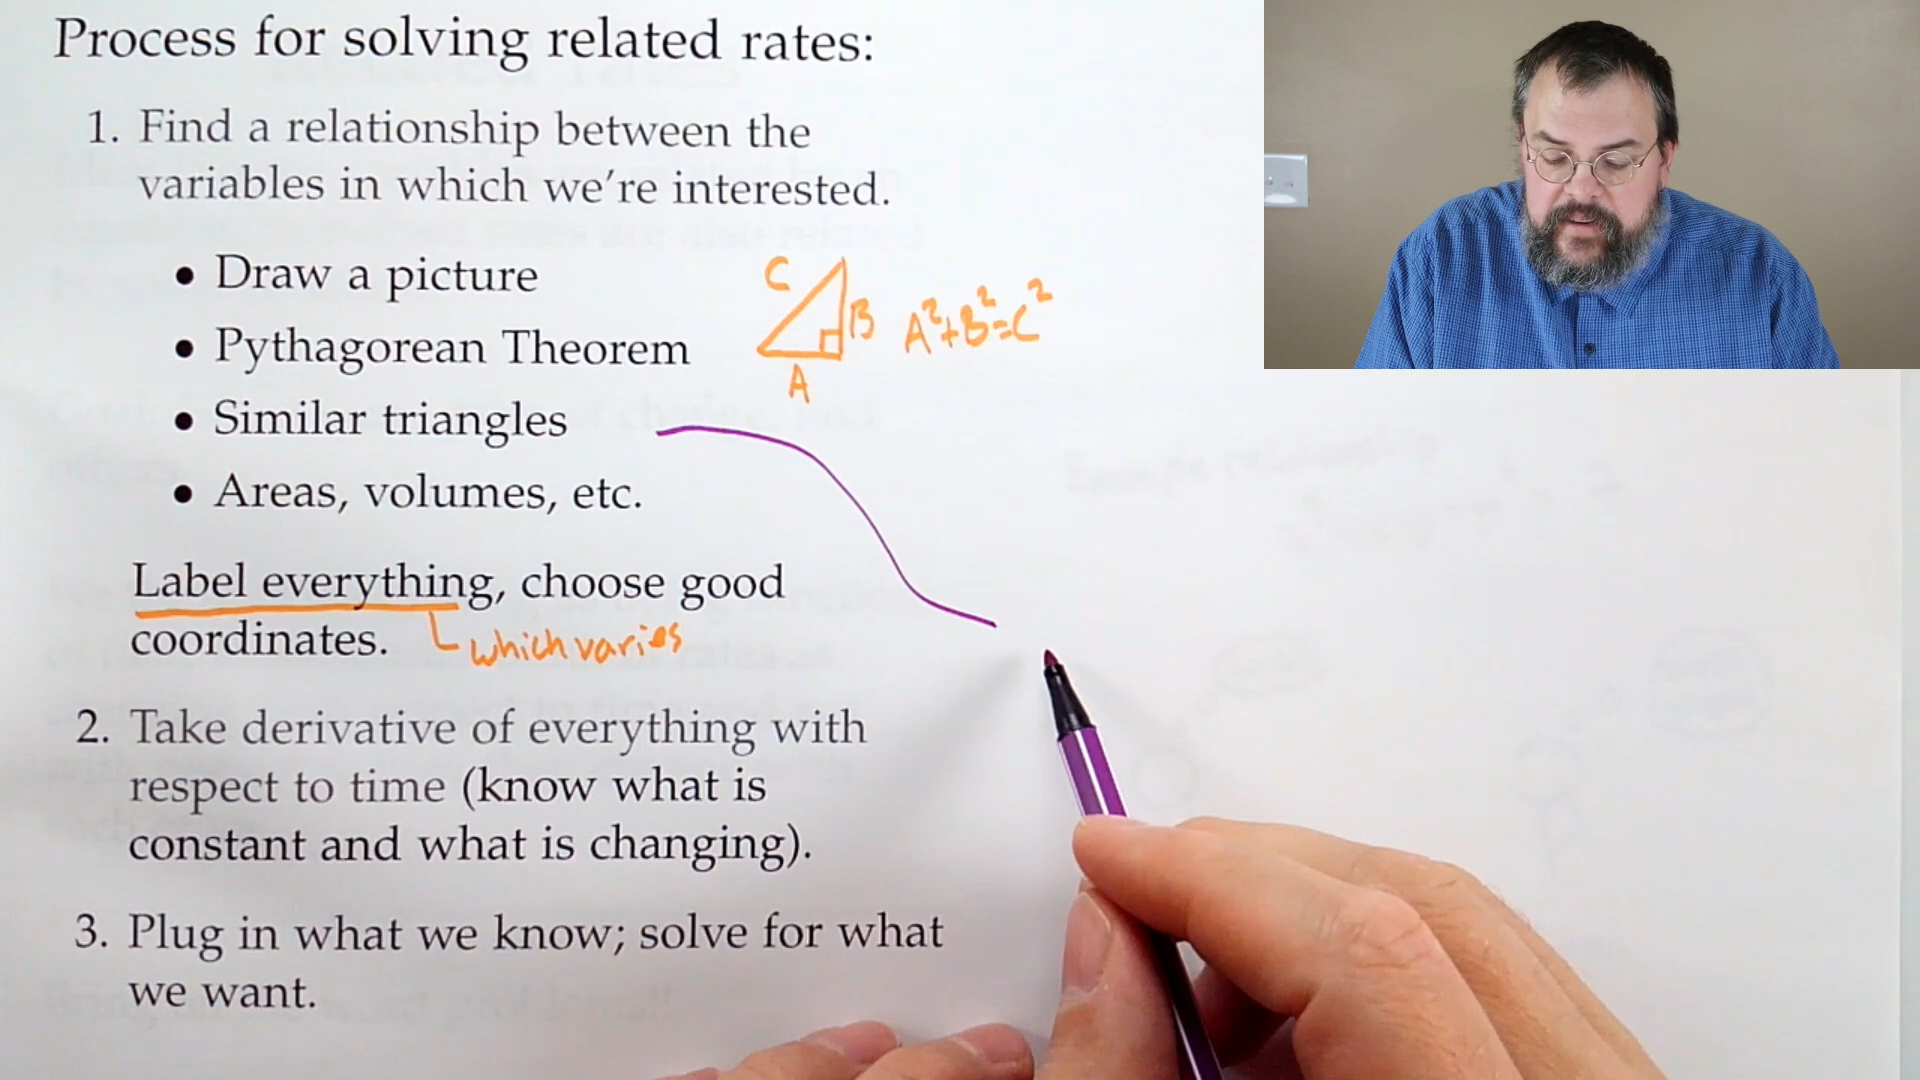 Process for solving related rates:
1. Find a relationship between the
variables in which we're interested.
• Draw a picture
• Pythagorean Theorem
• Similar triangles
• Areas, volumes, etc.
C
B
A
A²+B²=C²
Label everything, choose good
coordinates.
which varies
2. Take derivative of everything with
respect to time (know what is
constant and what is changing).
3. Plug in what we know; solve for what
we want.